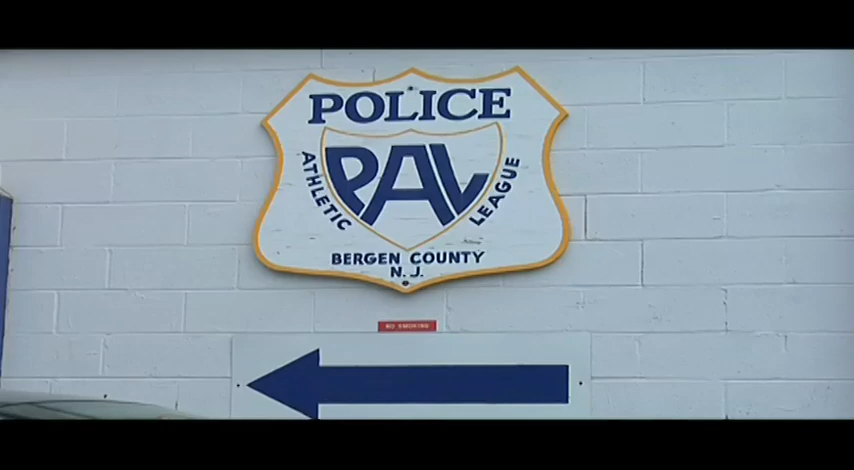 POLICE
PAL
ATHLETIC LEAGUE
BERGEN COUNTY
N.J.
NO SMOKING